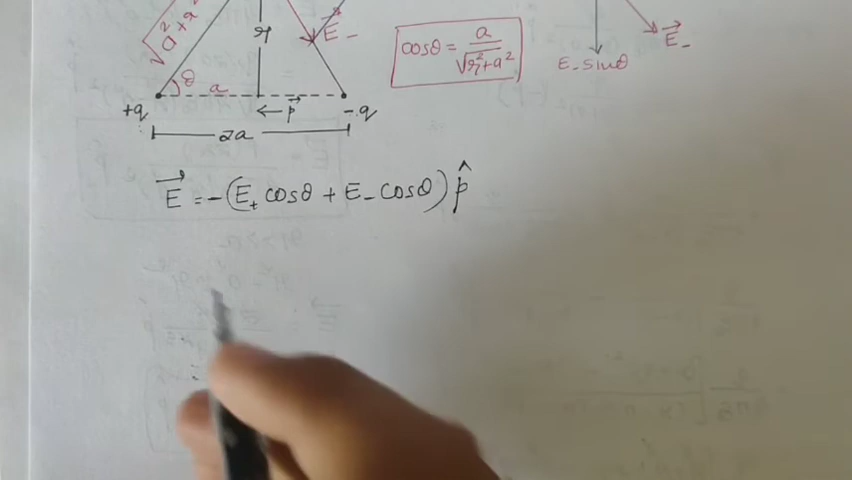 √a²+r²
r
E⃗₋
θ
a
+q
←p⃗
-q
2a
cosθ = a/√r²+a²
E₋sinθ
E⃗₋
E⃗ = -(E₊ cosθ + E₋ cosθ) p̂